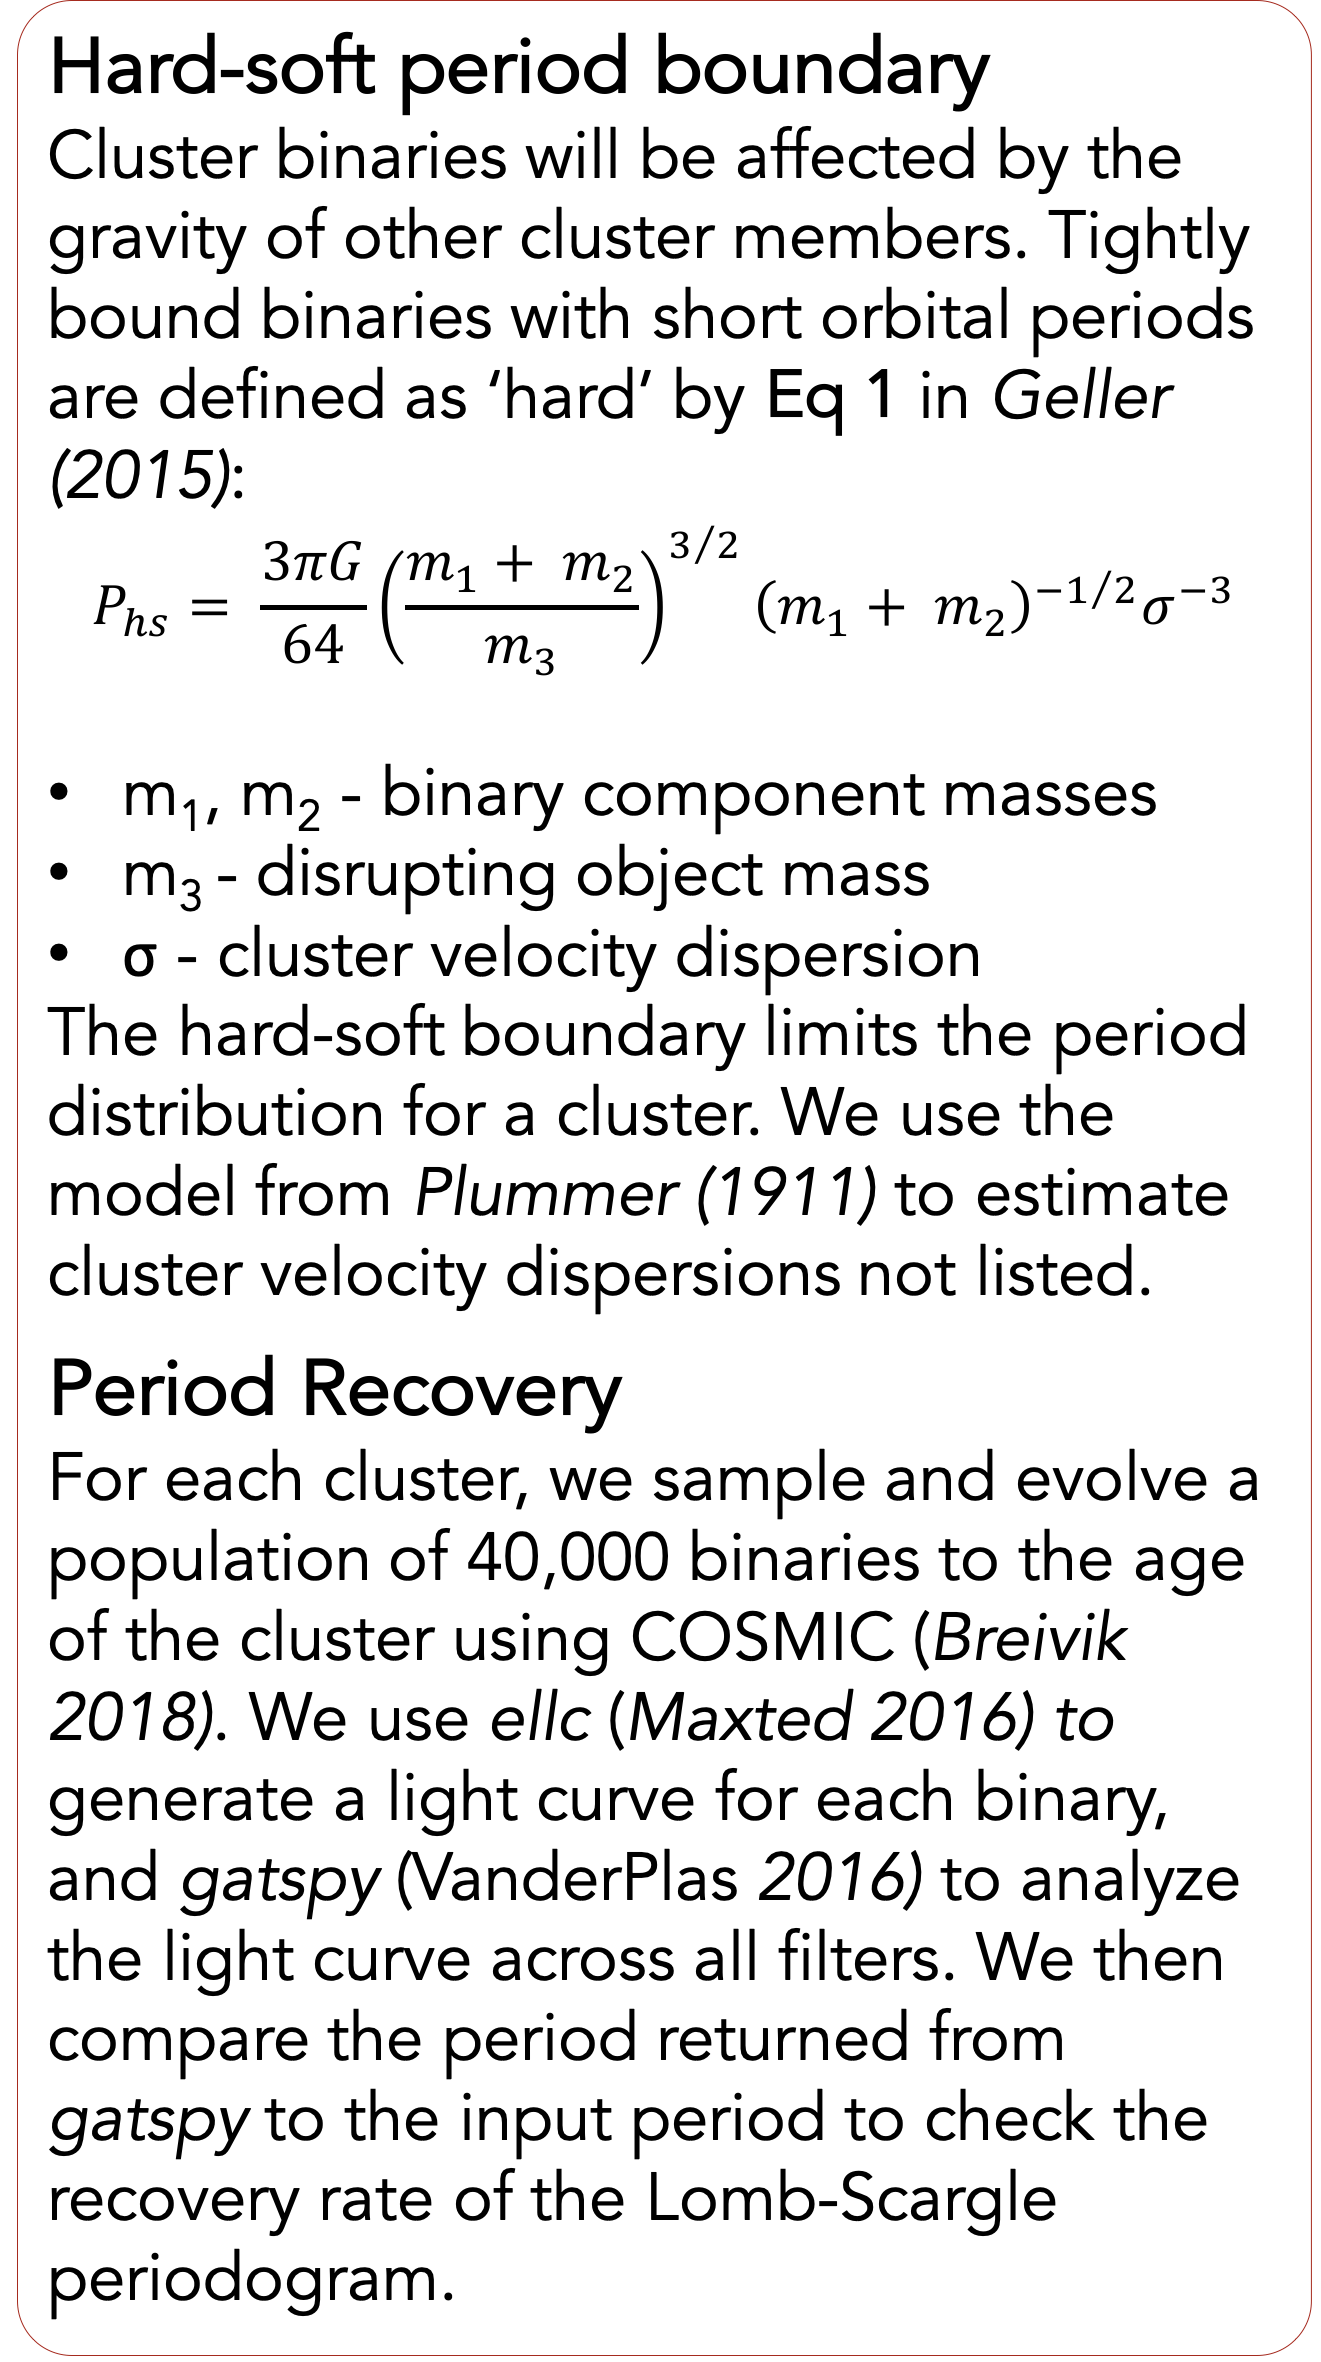 Hard-soft period boundary
Cluster binaries will be affected by the
gravity of other cluster members. Tightly
bound binaries with short orbital periods
are defined as ‘hard’ by Eq 1 in Geller
(2015):
P_{hs} = \frac{3πG}{64} \left(\frac{m_1 + m_2}{m_3}\right)^{3/2} (m_1 + m_2)^{-1/2} σ^{-3}
• m₁, m₂ - binary component masses
• m₃ - disrupting object mass
• σ - cluster velocity dispersion
The hard-soft boundary limits the period
distribution for a cluster. We use the
model from Plummer (1911) to estimate
cluster velocity dispersions not listed.
Period Recovery
For each cluster, we sample and evolve a
population of 40,000 binaries to the age
of the cluster using COSMIC (Breivik
2018). We use ellc (Maxted 2016) to
generate a light curve for each binary,
and gatspy (VanderPlas 2016) to analyze
the light curve across all filters. We then
compare the period returned from
gatspy to the input period to check the
recovery rate of the Lomb-Scargle
periodogram.